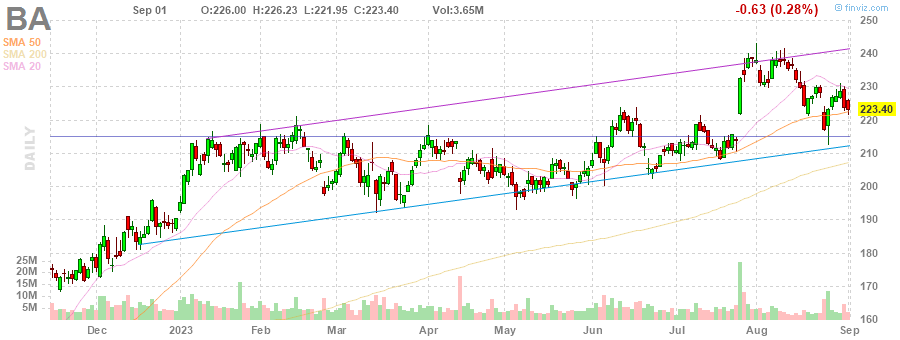 BA Sep 01 O:226.00 H:226.23 L:221.95 C:223.40 Vol:3.65M -0.63 (0.28%) finviz.com
SMA 50
SMA 200
SMA 20
DAILY
250
240
230
223.40
220
210
200
190
180
170
160
25M
20M
15M
10M
5M
Dec 2023 Feb Mar Apr May Jun Jul Aug Sep